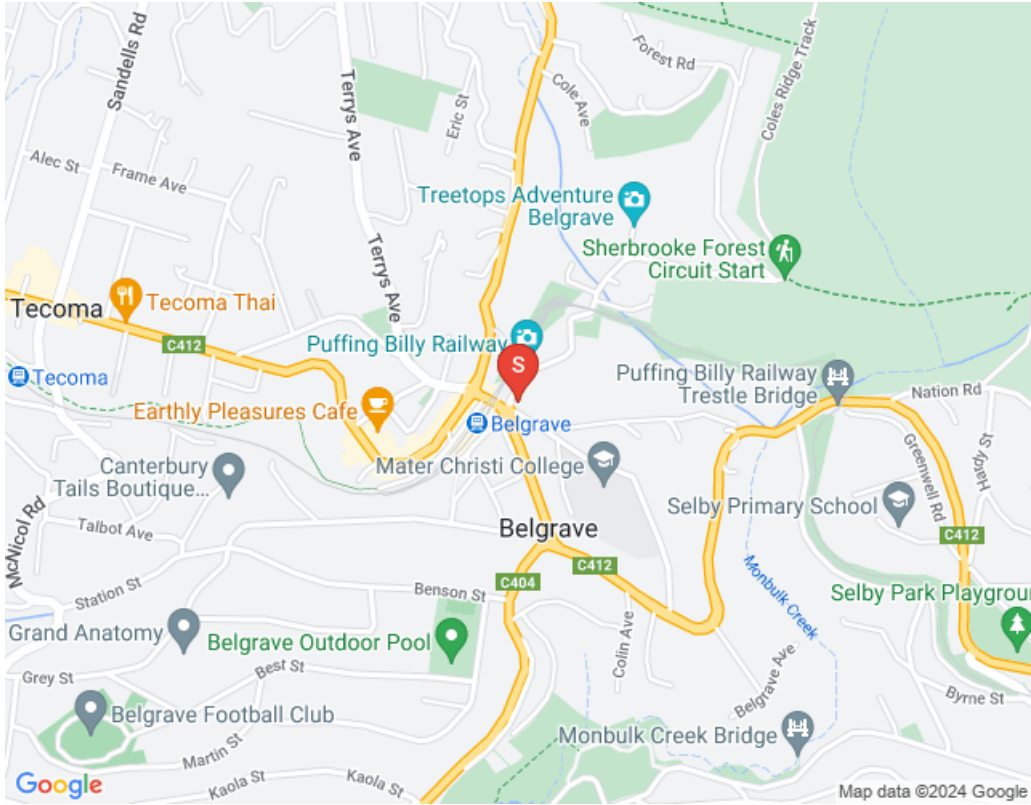 Sandells Rd
Terrys Ave
Forest Rd
Cole Ave
Eric St
Coles Ridge Track
Alec St
Frame Ave
Treetops Adventure
Belgrave
Sherbrooke Forest
Circuit Start
Terrys Ave
Tecoma
Tecoma Thai
C412
Puffing Billy Railway
S
Puffing Billy Railway
Trestle Bridge
Tecoma
Nation Rd
Earthly Pleasures Cafe
Belgrave
Hardy St
Greenwell Rd
Canterbury
Tails Boutique...
Mater Christi College
Selby Primary School
McNicol Rd
Talbot Ave
Belgrave
C412
C412
C404
Monbulk Creek
Station St
Benson St
Selby Park Playground
Grand Anatomy
Belgrave Outdoor Pool
Colin Ave
Grey St
Best St
Belgrave Ave
Byrne St
Belgrave Football Club
Martin St
Monbulk Creek Bridge
Kaola St
Kaola St
Google
Map data ©2024 Google